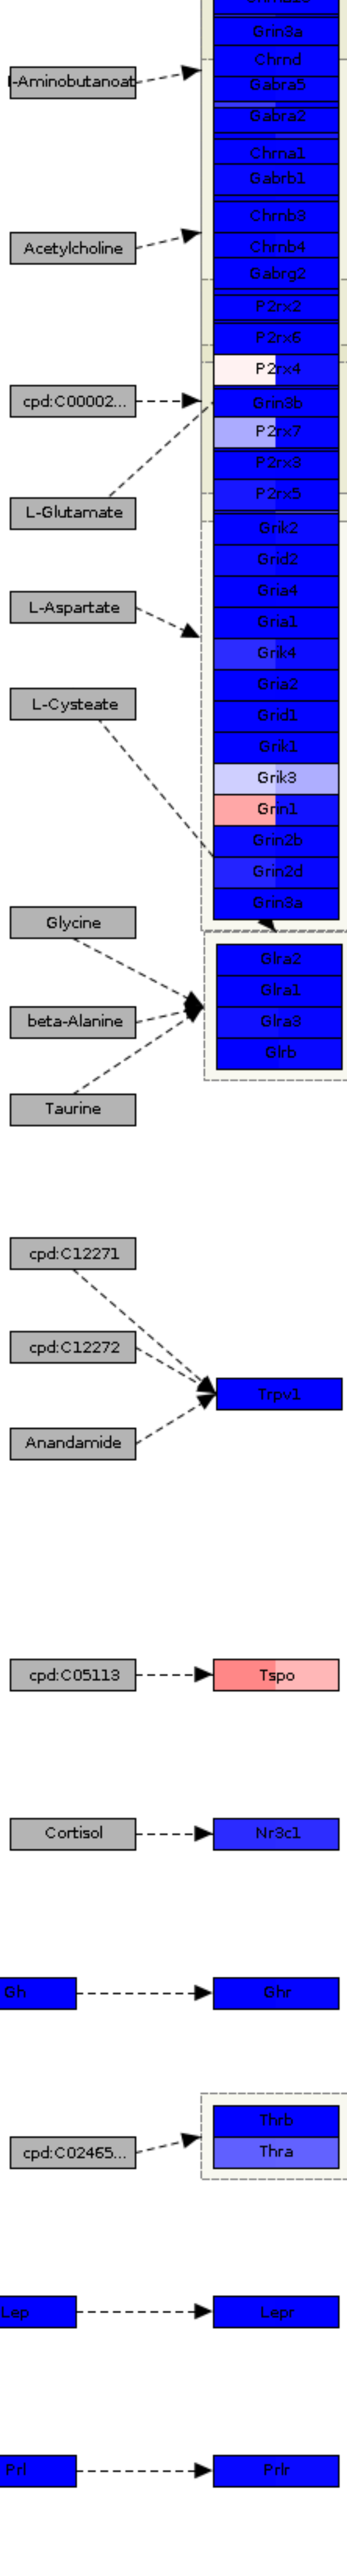 Grin3a
Chrnd
4-Aminobutanoat
Gabra5
Gabra2
Chrna1
Gabrb1
Chrnb3
Acetylcholine
Chrnb4
Gabrg2
P2rx2
P2rx6
P2rx4
cpd:C00002...
Grin3b
P2rx7
P2rx3
P2rx5
L-Glutamate
Grik2
Grid2
Gria4
L-Aspartate
Gria1
Grik4
Gria2
L-Cysteate
Grid1
Grik1
Grik3
Grin1
Grin2b
Grin2d
Grin3a
Glycine
Glra2
Glra1
beta-Alanine
Glra3
Glrb
Taurine
cpd:C12271
cpd:C12272
Trpv1
Anandamide
cpd:C05113
Tspo
Cortisol
Nr3c1
Gh
Ghr
Thrb
cpd:C02465...
Thra
Lep
Lepr
Prl
Prlr